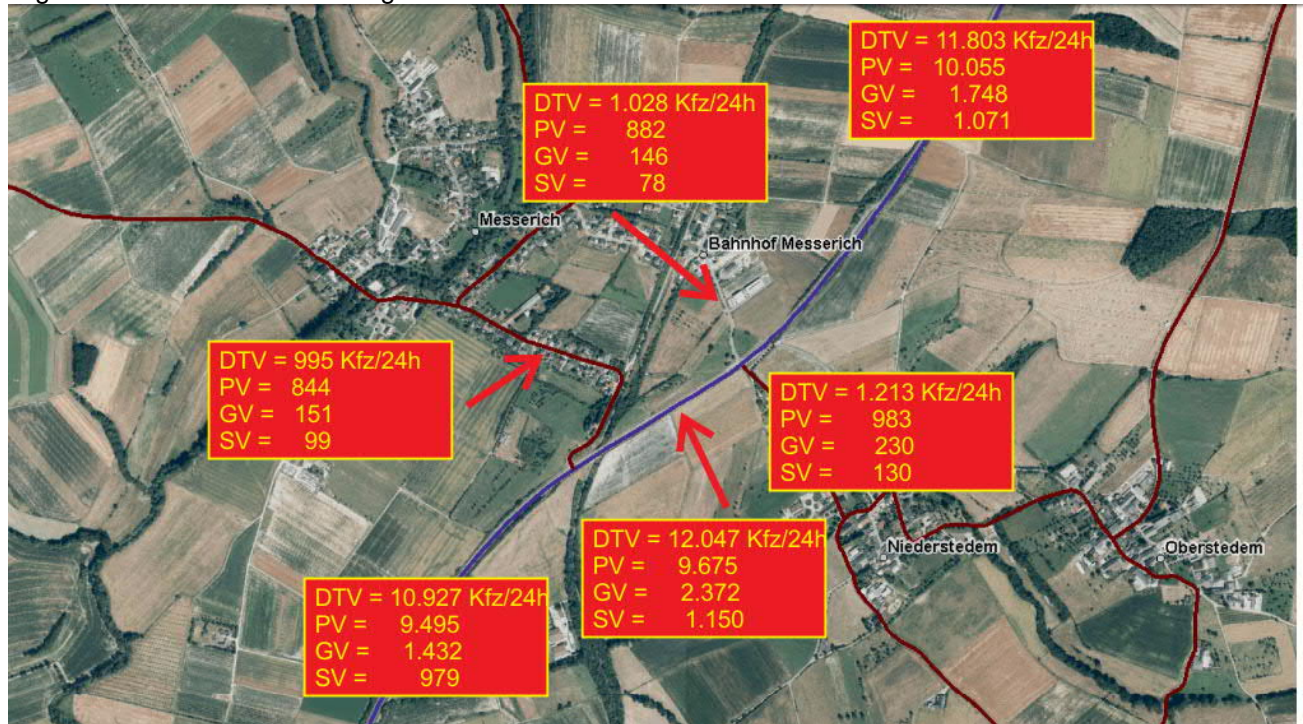 DTV = 11.803 Kfz/24h
PV = 10.055
GV = 1.748
SV = 1.071
DTV = 1.028 Kfz/24h
PV = 882
GV = 146
SV = 78
Messerich
Bahnhof Messerich
DTV = 995 Kfz/24h
PV = 844
GV = 151
SV = 99
DTV = 1.213 Kfz/24h
PV = 983
GV = 230
SV = 130
DTV = 12.047 Kfz/24h
PV = 9.675
GV = 2.372
SV = 1.150
Niederstedem
Oberstedem
DTV = 10.927 Kfz/24h
PV = 9.495
GV = 1.432
SV = 979